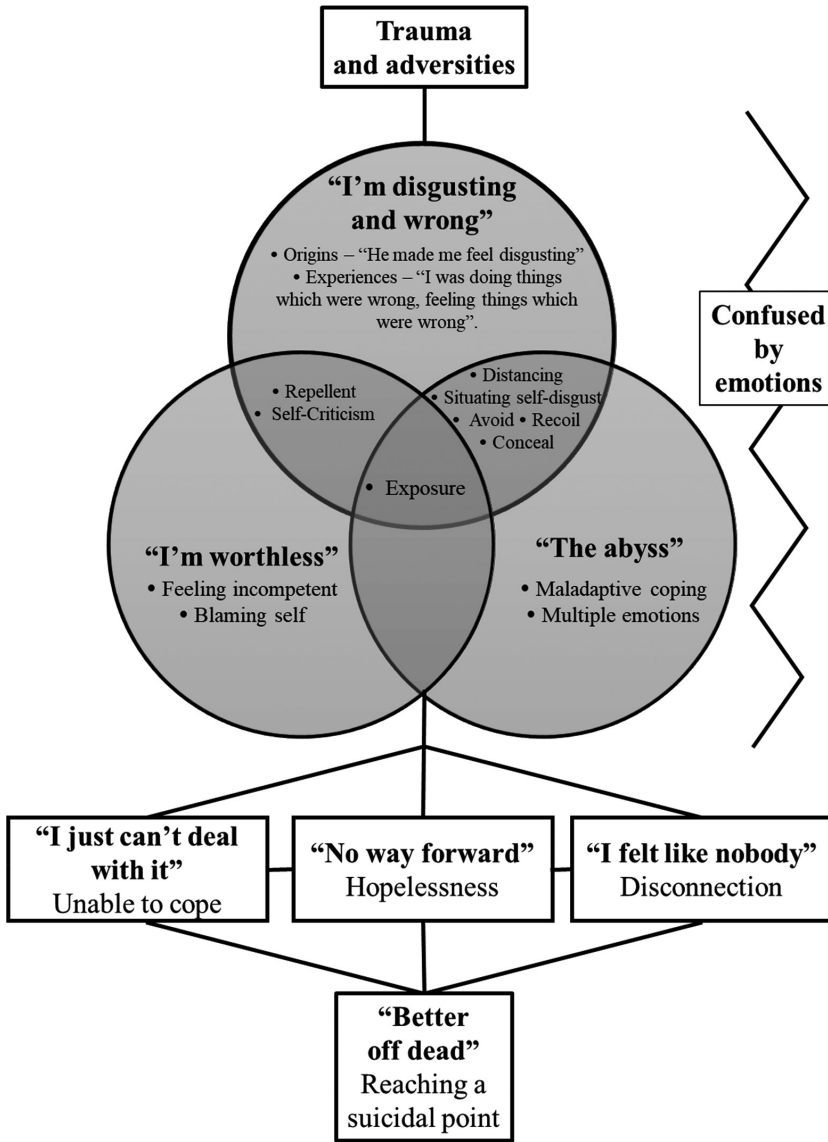 Trauma
and adversities
“I’m disgusting
and wrong”
• Origins – “He made me feel disgusting”
• Experiences – “I was doing things
which were wrong, feeling things which
were wrong”.
Confused
by
emotions
• Repellent
• Self-Criticism
• Distancing
• Situating self-disgust
• Avoid • Recoil
• Conceal
• Exposure
“I’m worthless”
• Feeling incompetent
• Blaming self
“The abyss”
• Maladaptive coping
• Multiple emotions
“I just can’t deal
with it”
Unable to cope
“No way forward”
Hopelessness
“I felt like nobody”
Disconnection
“Better
off dead”
Reaching a
suicidal point